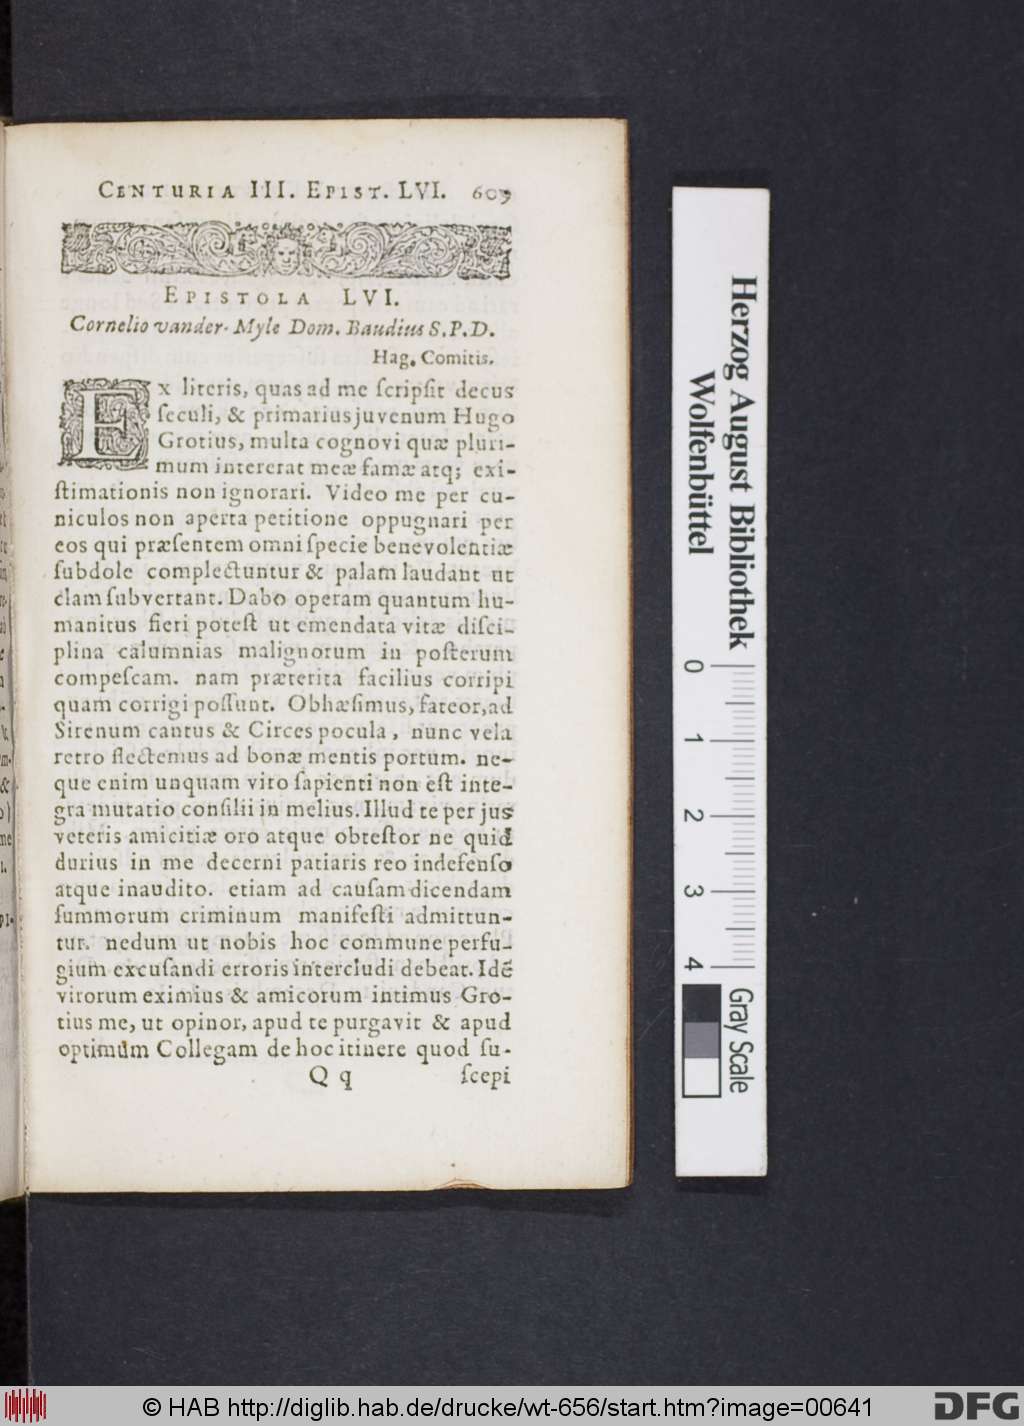 CENTURIA III. EPIST. LVI. 609
EPISTOLA LVI.
Cornelio vander-Myle Dom. Baudius S.P.D.
Hag. Comitis.
Ex literis, quas ad me ſcripſit decus
ſeculi, & primarius juvenum Hugo
Grotius, multa cognovi quæ pluri-
mum intererat meæ famæ atq; exi-
ſtimationis non ignorari. Video me per cu-
niculos non aperta petitione oppugnari per
eos qui præſentem omni ſpecie benevolentiæ
ſubdole complectuntur & palam laudant ut
clam ſubvertant. Dabo operam quantum hu-
manitus fieri poteſt ut emendata vitæ diſci-
plina calumnias malignorum in poſterum
compeſcam. nam præterita facilius corripi
quam corrigi poſſunt. Obhæſimus, fateor, ad
Sirenum cantus & Circes pocula, nunc vela
retro flectemus ad bonæ mentis portum. ne-
que enim unquam viro ſapienti non eſt inte-
gra mutatio conſilii in melius. Illud te per jus
veteris amicitiæ oro atque obteſtor ne quid
durius in me decerni patiaris reo indefenſo
atque inaudito. etiam ad cauſam dicendam
ſummorum criminum manifeſti admittun-
tur. nedum ut nobis hoc commune perfu-
gium excuſandi erroris intercludi debeat. Idē
virorum eximius & amicorum intimus Gro-
tius me, ut opinor, apud te purgavit & apud
optimum Collegam de hoc itinere quod ſu-
Q q ſcepi
Herzog August Bibliothek
Wolfenbüttel
0 1 2 3 4
Gray Scale
© HAB http://diglib.hab.de/drucke/wt-656/start.htm?image=00641
DFG